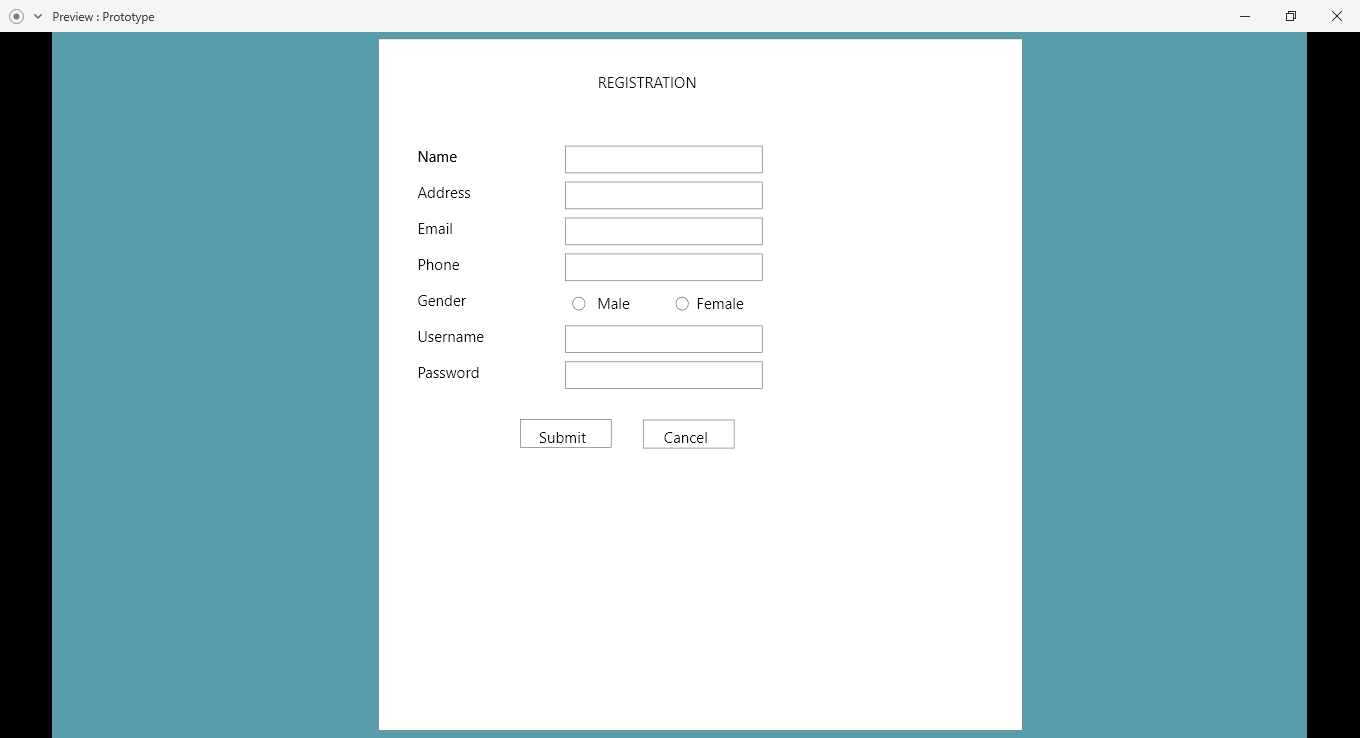 Preview : Prototype
REGISTRATION
Name
Address
Email
Phone
Gender Male Female
Username
Password
Submit Cancel